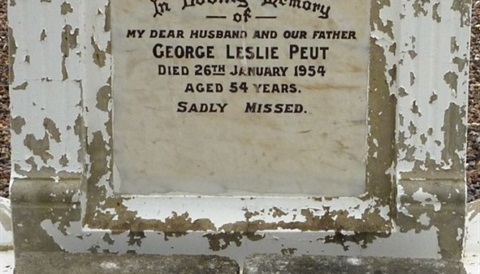 In Loving Memory
of
MY DEAR HUSBAND AND OUR FATHER
GEORGE LESLIE PEUT
DIED 26TH JANUARY 1954
AGED 54 YEARS.
SADLY MISSED.